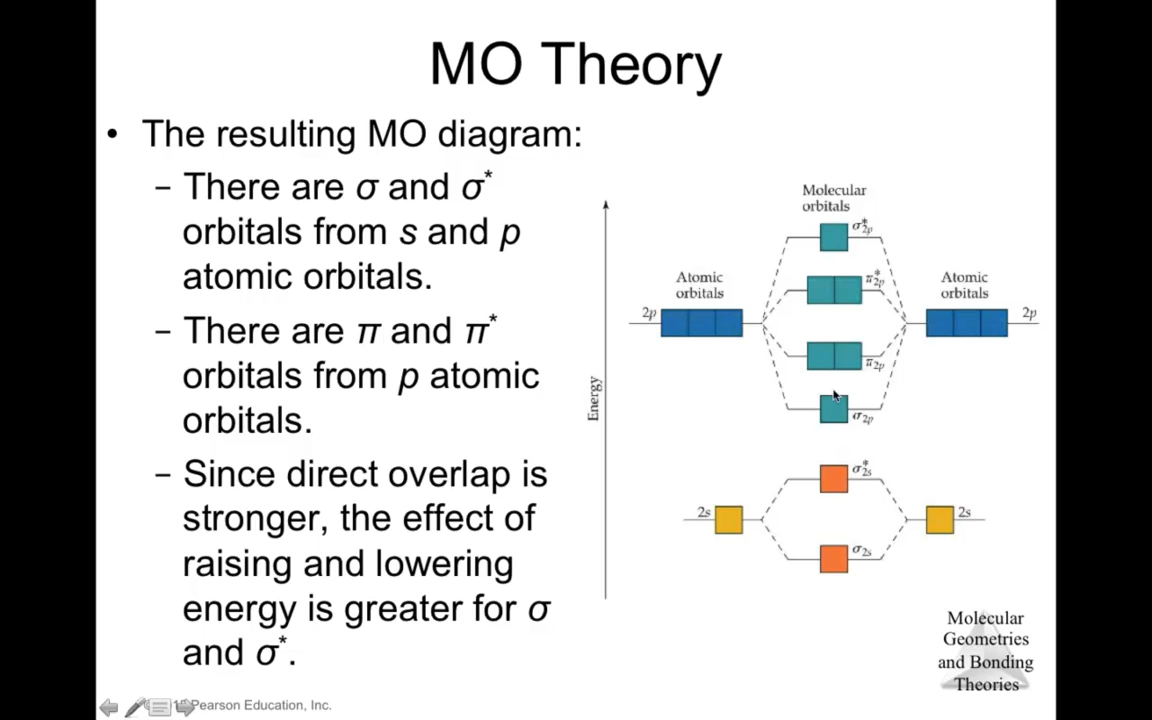 MO Theory
• The resulting MO diagram:
– There are σ and σ*
orbitals from s and p
atomic orbitals.
– There are π and π*
orbitals from p atomic
orbitals.
– Since direct overlap is
stronger, the effect of
raising and lowering
energy is greater for σ
and σ*.
Molecular
orbitals
σ*2p
Atomic
orbitals
π*2p
Atomic
orbitals
2p
2p
π2p
Energy
σ2p
σ*2s
2s
2s
σ2s
Molecular
Geometries
and Bonding
Theories
Pearson Education, Inc.